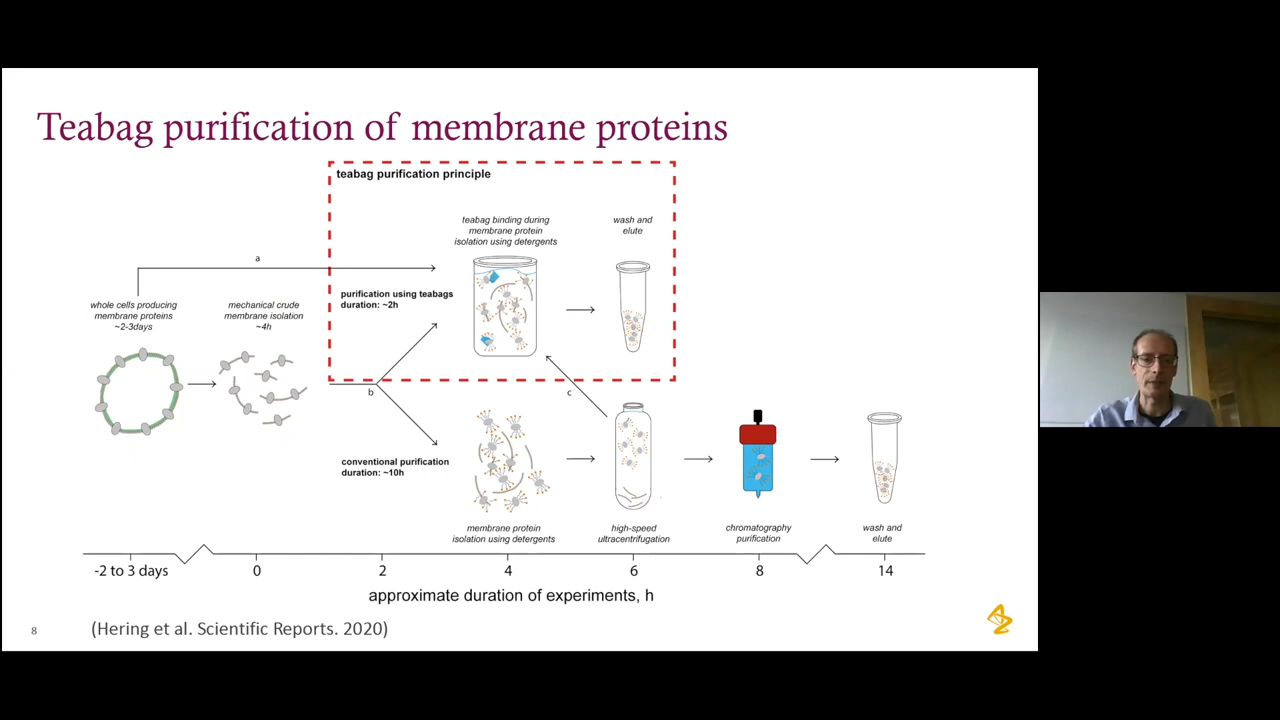 Teabag purification of membrane proteins
teabag purification principle
teabag binding during
membrane protein
isolation using detergents
wash and
elute
a
purification using teabags
duration: ~2h
whole cells producing
membrane proteins
~2-3days
mechanical crude
membrane isolation
~4h
b
c
conventional purification
duration: ~10h
membrane protein
isolation using detergents
high-speed
ultracentrifugation
chromatography
purification
wash and
elute
-2 to 3 days
0
2
4
6
8
14
approximate duration of experiments, h
8
(Hering et al. Scientific Reports. 2020)